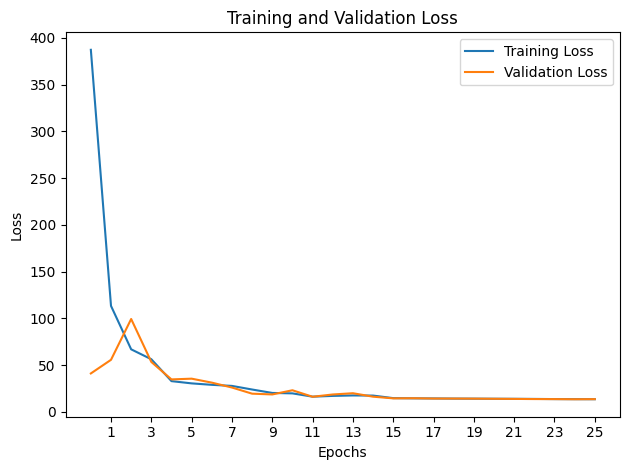 Training and Validation Loss
Training Loss
Validation Loss
Loss
400
350
300
250
200
150
100
50
0
1 3 5 7 9 11 13 15 17 19 21 23 25
Epochs